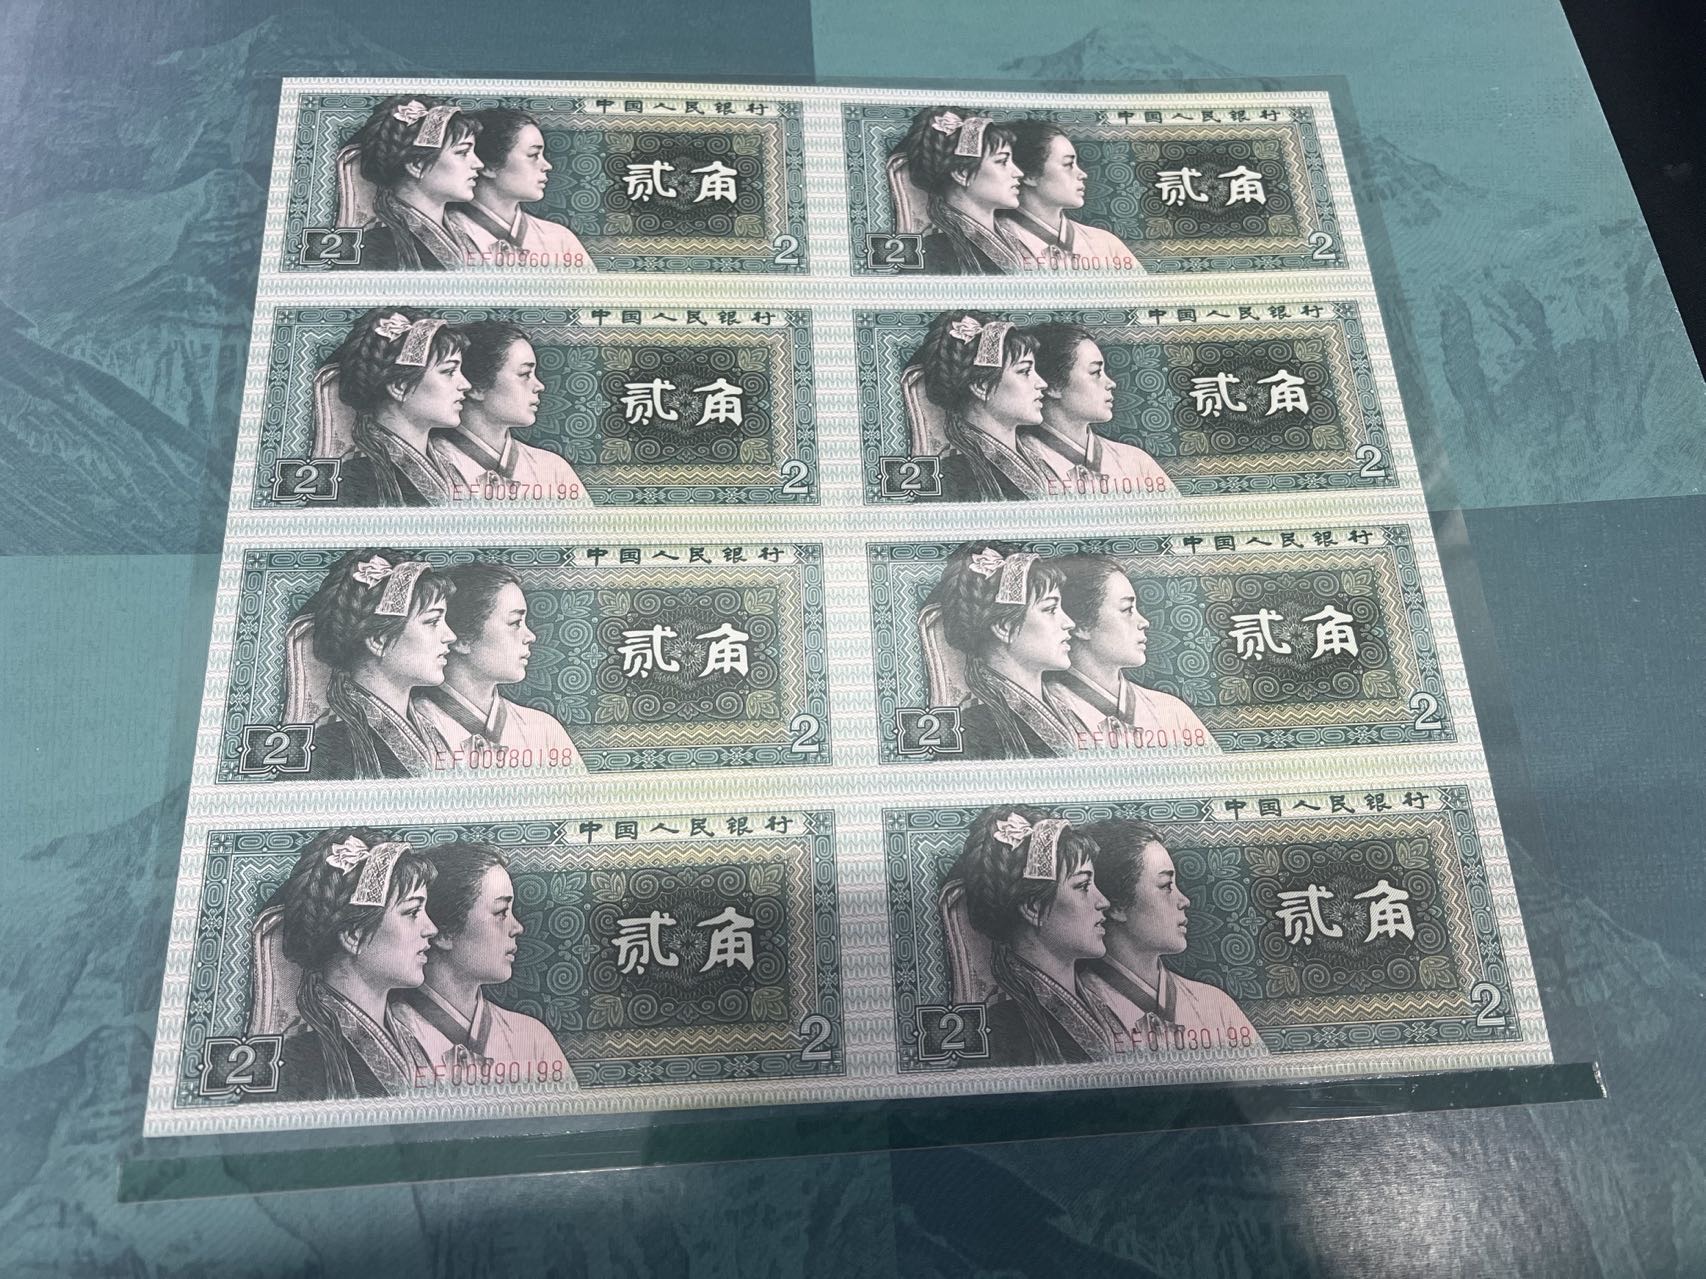 中国人民银行
贰角
2
EF00960198
2
中国人民银行
贰角
2
EF01000198
2
中国人民银行
贰角
2
EF00970198
2
中国人民银行
贰角
2
EF01010198
2
中国人民银行
贰角
2
EF00980198
2
中国人民银行
贰角
2
EF01020198
2
中国人民银行
贰角
2
EF00990198
2
中国人民银行
贰角
2
EF01030198
2